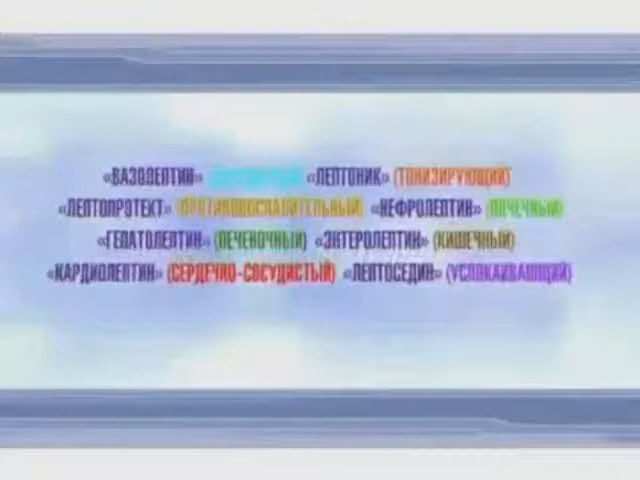 «ВАЗОЛЕПТИН» «ЛЕПТОНИК» (ТОНИЗИРУЮЩИЙ)
«ЛЕПТОПРОТЕКТ» (ПРОТИВОВОСПАЛИТЕЛЬНЫЙ) «НЕФРОЛЕПТИН» (ПОЧЕЧНЫЙ)
«ГЕПАТОЛЕПТИН» (ПЕЧЕНОЧНЫЙ) «ЭНТЕРОЛЕПТИН» (КИШЕЧНЫЙ)
«КАРДИОЛЕПТИН» (СЕРДЕЧНО-СОСУДИСТЫЙ) «ЛЕПТОСЕДИН» (УСПОКАИВАЮЩИЙ)